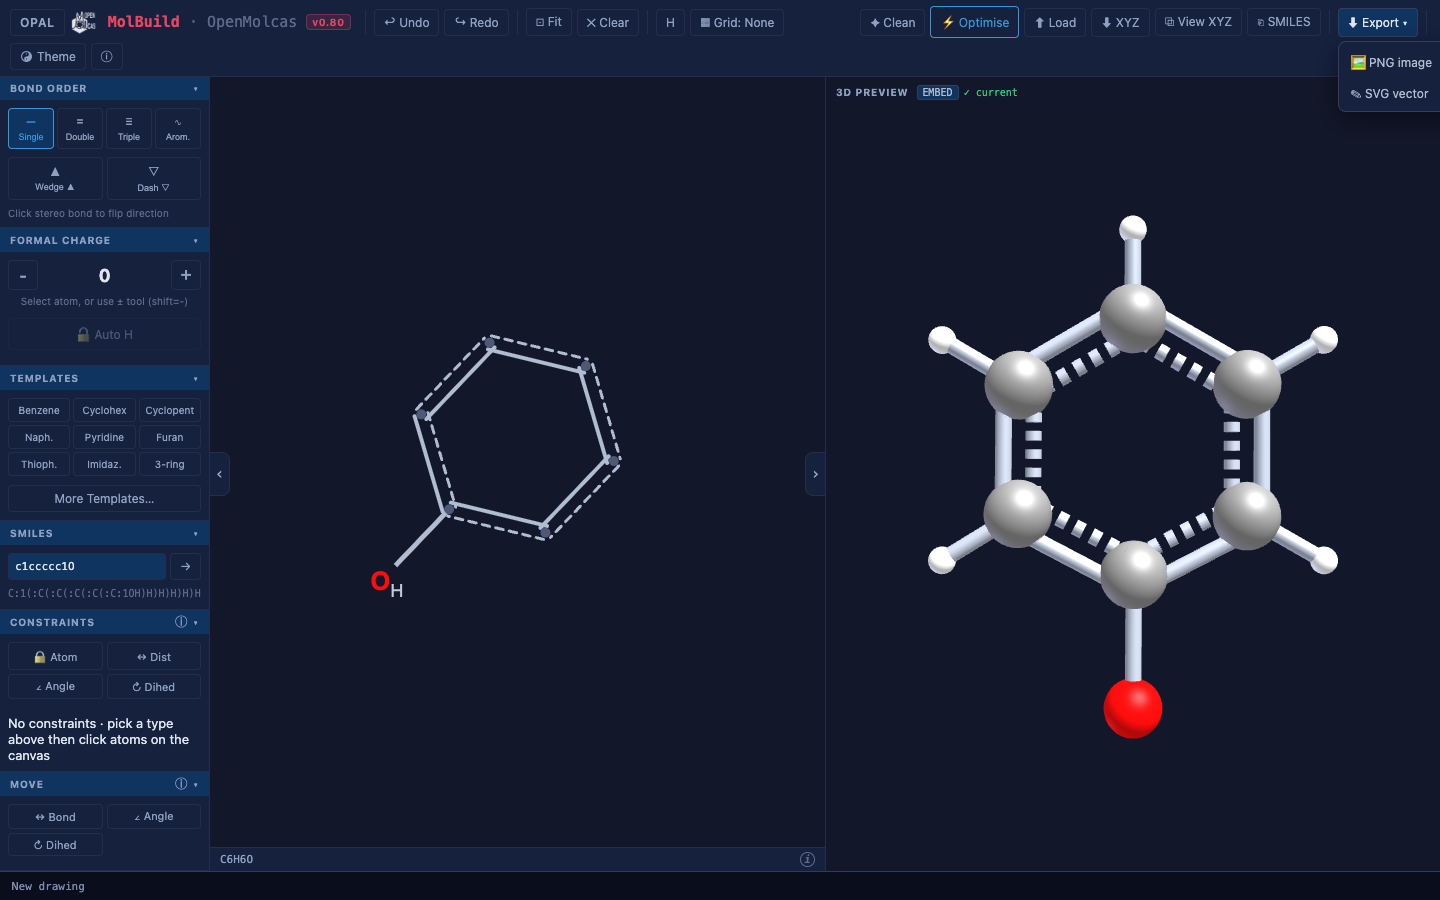 OPAL MolBuild · OpenMolcas v0.80 Undo Redo Fit Clear H Grid: None Clean Optimise Load XYZ View XYZ SMILES Export
Theme
PNG image
SVG vector
BOND ORDER
Single Double Triple Arom.
Wedge ▲ Dash ▽
Click stereo bond to flip direction
FORMAL CHARGE
- 0 +
Select atom, or use ± tool (shift=-)
Auto H
TEMPLATES
Benzene Cyclohex Cyclopent
Naph. Pyridine Furan
Thioph. Imidaz. 3-ring
More Templates...
SMILES
c1ccccc1O
C:1(:C(:C(:C(:C(:C:1OH)H)H)H)H)H
CONSTRAINTS
Atom Dist
Angle Dihed
No constraints · pick a type
above then click atoms on the
canvas
MOVE
Bond Angle
Dihed
OH
C6H6O
3D PREVIEW EMBED ✓ current
New drawing